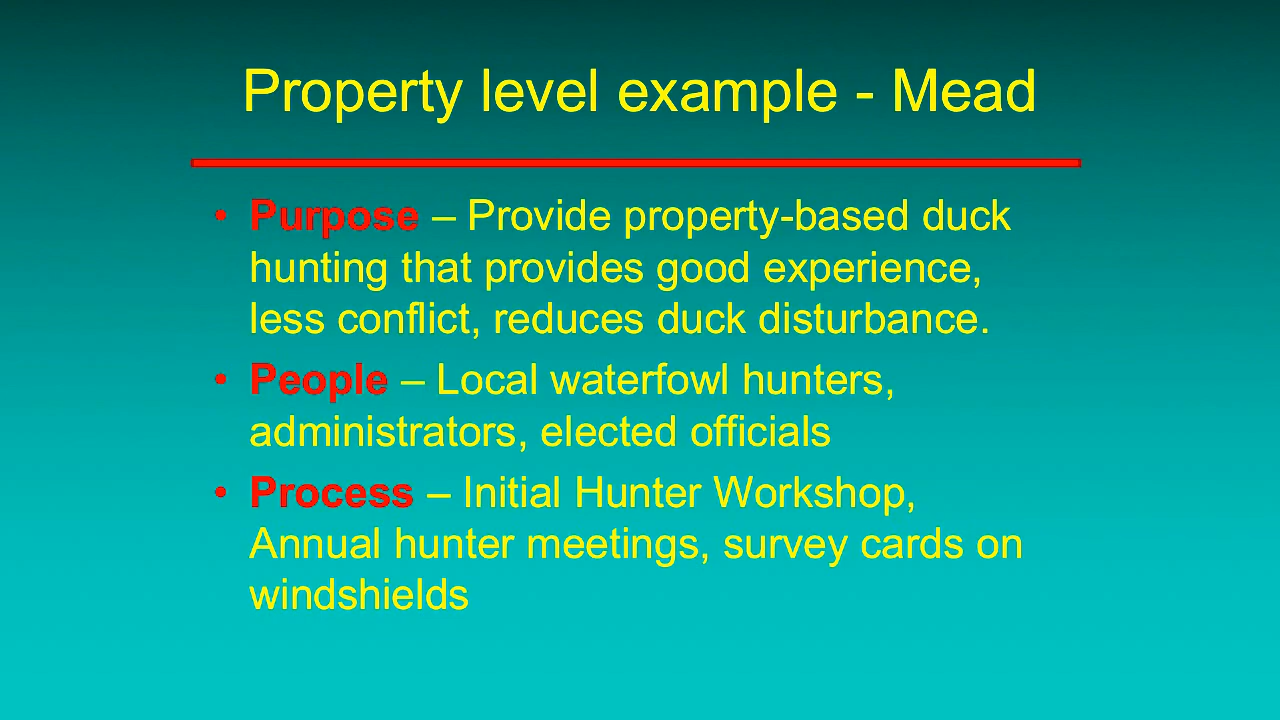 Property level example - Mead
• Purpose – Provide property-based duck
hunting that provides good experience,
less conflict, reduces duck disturbance.
• People – Local waterfowl hunters,
administrators, elected officials
• Process – Initial Hunter Workshop,
Annual hunter meetings, survey cards on
windshields